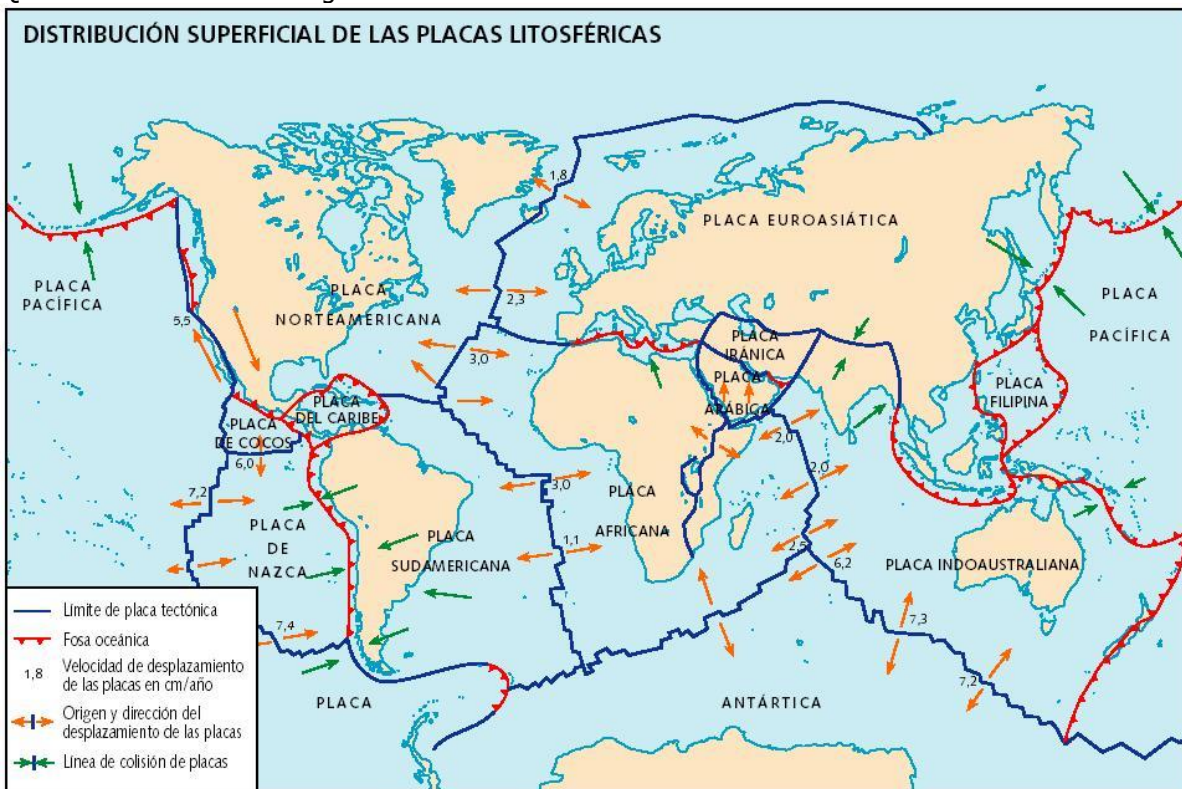 DISTRIBUCIÓN SUPERFICIAL DE LAS PLACAS LITOSFÉRICAS
1,8
PLACA EUROASIÁTICA
PLACA
PACÍFICA
PLACA
NORTEAMERICANA
2,3
PLACA
PACÍFICA
5,5
3,0
PLACA
IRÁNICA
PLACA
ARÁBICA
PLACA
FILIPINA
PLACA
DEL CARIBE
PLACA
DE COCOS
6,0
2,0
2,0
7,2
3,0
PLACA
AFRICANA
PLACA
DE
NAZCA
PLACA
SUDAMERICANA
1,1
2,5
6,2
PLACA INDOAUSTRALIANA
7,4
7,3
7,2
PLACA
ANTÁRTICA
Límite de placa tectónica
Fosa oceánica
1,8
Velocidad de desplazamiento
de las placas en cm/año
Origen y dirección del
desplazamiento de las placas
Línea de colisión de placas